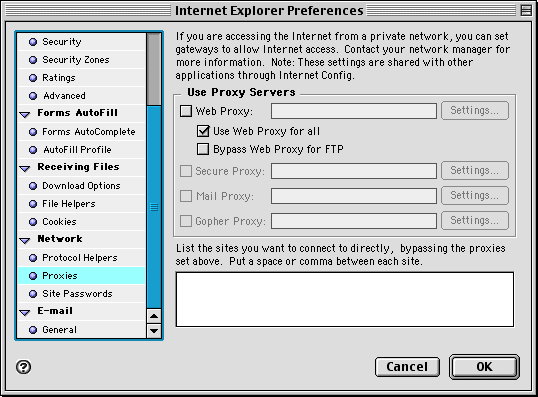 Internet Explorer Preferences
Security
Security Zones
Ratings
Advanced
Forms AutoFill
Forms AutoComplete
AutoFill Profile
Receiving Files
Download Options
File Helpers
Cookies
Network
Protocol Helpers
Proxies
Site Passwords
E-mail
General
If you are accessing the Internet from a private network, you can set
gateways to allow Internet access. Contact your network manager for
more information. Note: These settings are shared with other
applications through Internet Config.
Use Proxy Servers
Web Proxy: Settings...
Use Web Proxy for all
Bypass Web Proxy for FTP
Secure Proxy: Settings...
Mail Proxy: Settings...
Gopher Proxy: Settings...
List the sites you want to connect to directly, bypassing the proxies
set above. Put a space or comma between each site.
?
Cancel OK